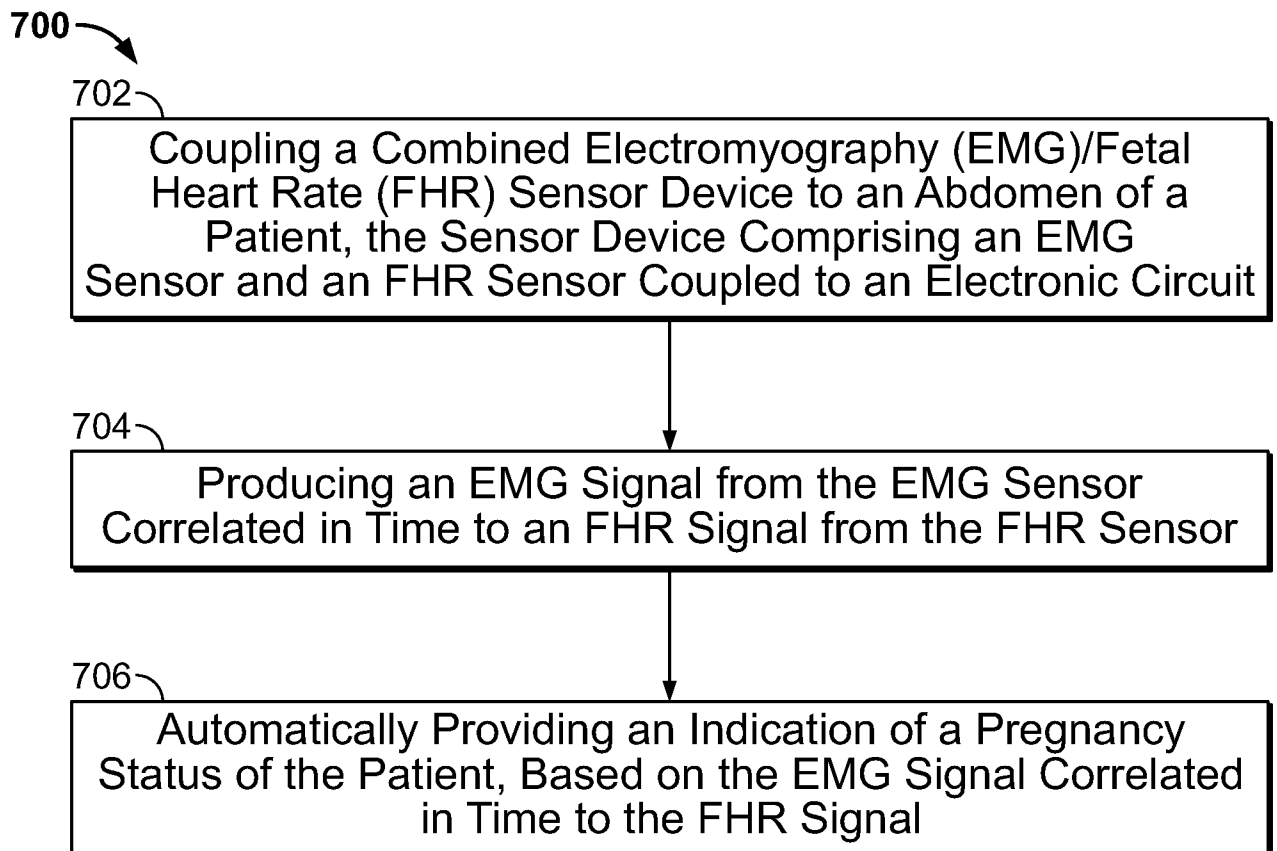 700
702
Coupling a Combined Electromyography (EMG)/Fetal
Heart Rate (FHR) Sensor Device to an Abdomen of a
Patient, the Sensor Device Comprising an EMG
Sensor and an FHR Sensor Coupled to an Electronic Circuit
704
Producing an EMG Signal from the EMG Sensor
Correlated in Time to an FHR Signal from the FHR Sensor
706
Automatically Providing an Indication of a Pregnancy
Status of the Patient, Based on the EMG Signal Correlated
in Time to the FHR Signal